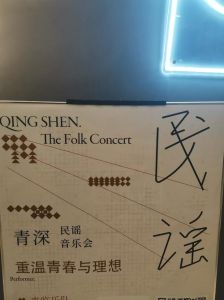 QING SHEN.
The Folk Concert
民谣
青深 民谣
音乐会
重温青春与理想
Performer.